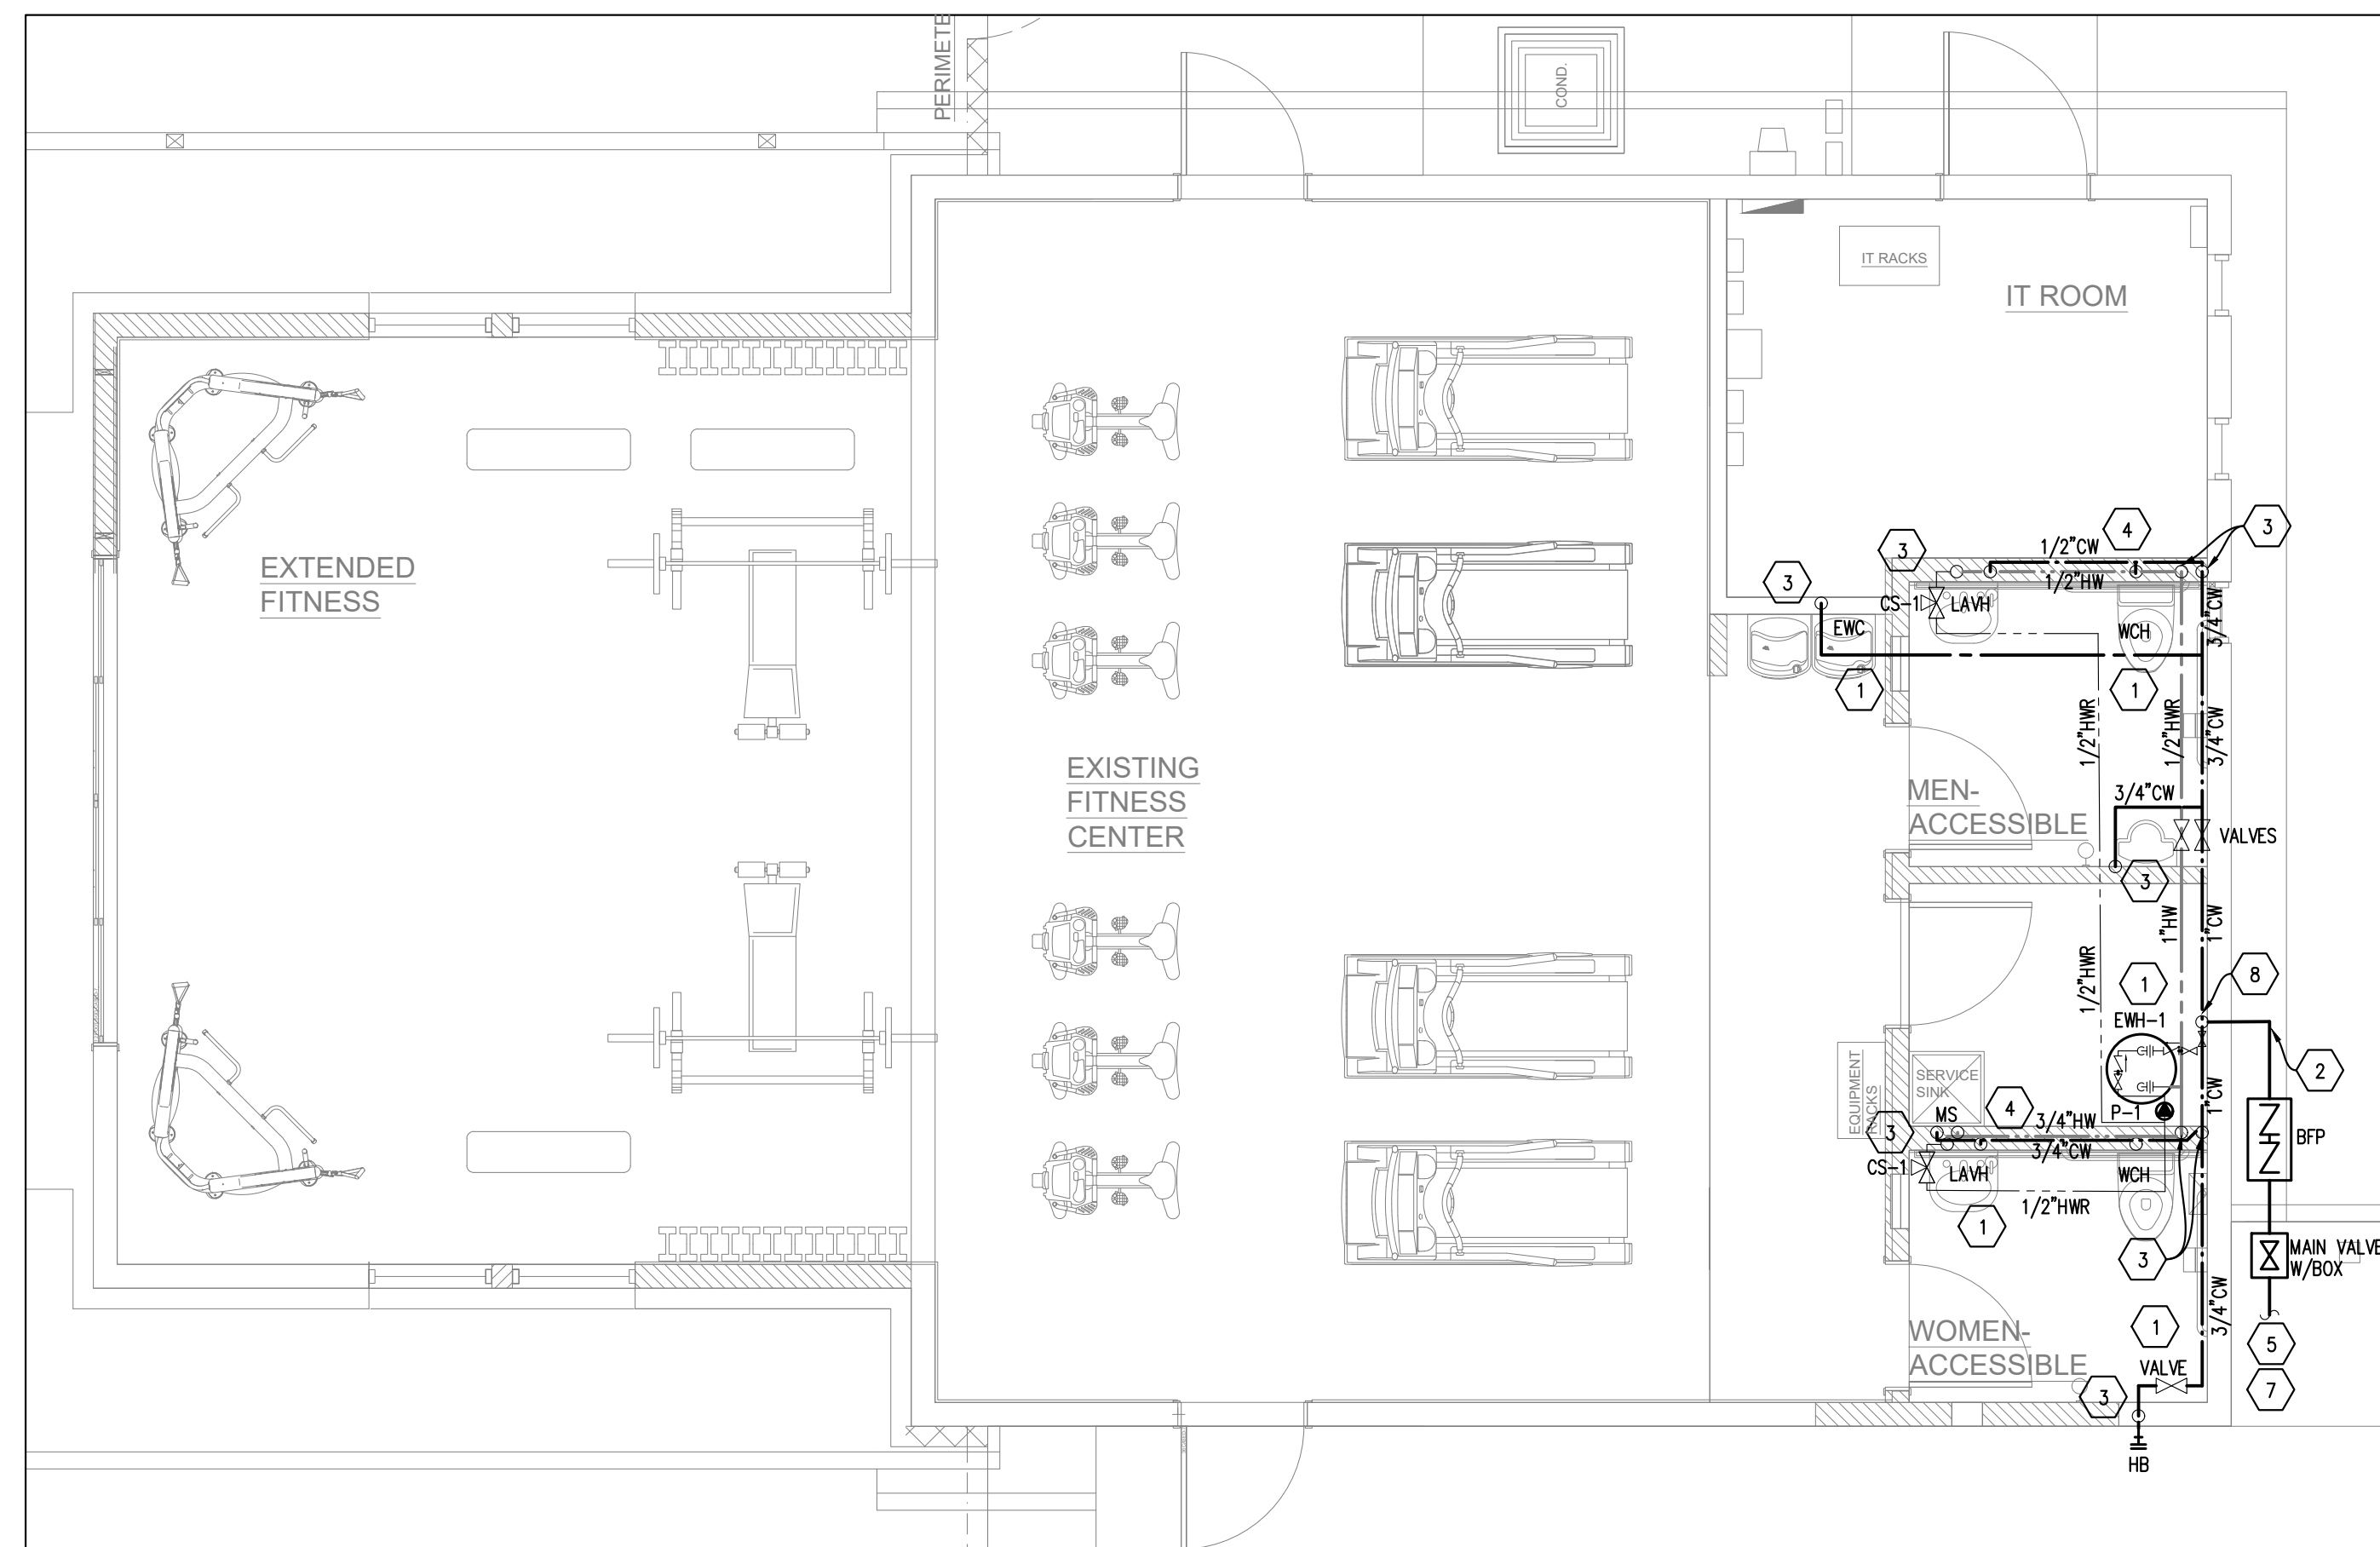 PERIMETE
COND.
IT RACKS
IT ROOM
4
3
3
1/2"CW
3
1/2"HW
CS-1
LAVH
3/4"CW
EWC
WCH
1
1
EXTENDED
FITNESS
1/2"HWR
1/2"HWR
3/4"CW
EXISTING
FITNESS
CENTER
MEN-
ACCESSIBLE
3/4"CW
VALVES
3
1"HW
1"CW
1/2"HWR
1
8
EWH-1
2
EQUIPMENT
RACKS
SERVICE
SINK
MS
4
P-1
1"CW
3
3/4"HW
3/4"CW
BFP
CS-1
LAVH
WCH
1/2"HWR
1
3
MAIN VALVE
W/BOX
3/4"CW
WOMEN-
ACCESSIBLE
1
5
VALVE
7
3
HB